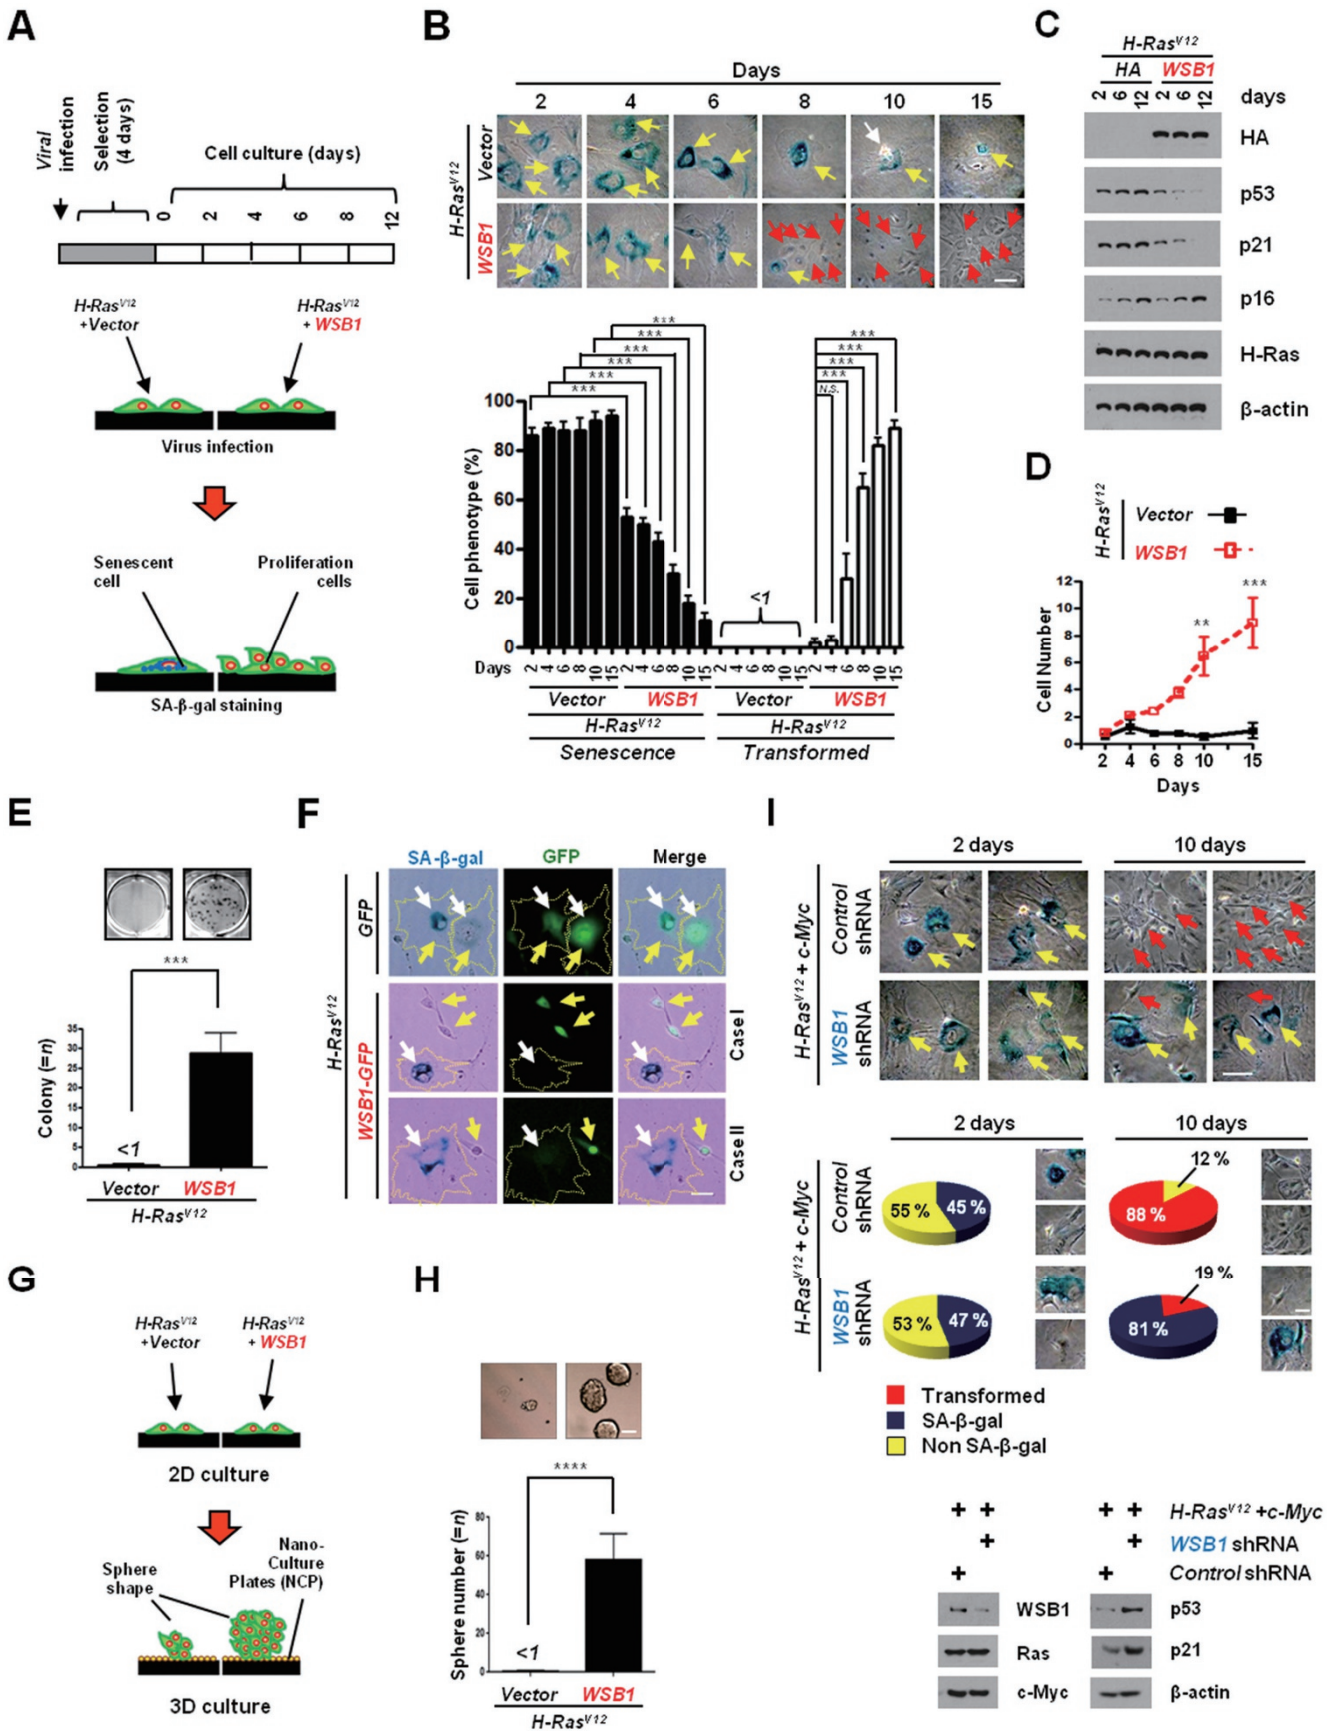 A
Viral
infection
Selection
(4 days)
Cell culture (days)
0 2 4 6 8 12
H-RasV12
+Vector
H-RasV12
+ WSB1
Virus infection
Senescent
cell
Proliferation
cells
SA-β-gal staining
B
Days
2 4 6 8 10 15
H-RasV12
Vector
WSB1
***
***
***
***
***
***
***
***
***
***
N.S.
Cell phenotype (%)
100
80
60
40
20
0
<1
Days 2 4 6 8 10 15 2 4 6 8 10 15 2 4 6 8 10 15 2 4 6 8 10 15
Vector WSB1 Vector WSB1
H-RasV12 H-RasV12
Senescence Transformed
C
H-RasV12
HA WSB1
2 6 12 2 6 12 days
HA
p53
p21
p16
H-Ras
β-actin
D
H-RasV12
Vector
WSB1
Cell Number
12
10
8
6
4
2
0
**
***
2 4 6 8 10 15
Days
E
***
Colony (=n)
35
30
25
20
15
10
5
0
<1
Vector WSB1
H-RasV12
F
SA-β-gal GFP Merge
H-RasV12
GFP
WSB1-GFP
Case I
Case II
G
H-RasV12
+Vector
H-RasV12
+ WSB1
2D culture
Sphere
shape
Nano-
Culture
Plates (NCP)
3D culture
H
****
Sphere number (=n)
80
60
40
20
0
<1
Vector WSB1
H-RasV12
I
2 days 10 days
H-RasV12 + c-Myc
Control
shRNA
WSB1
shRNA
2 days 10 days
H-RasV12 + c-Myc
Control
shRNA
WSB1
shRNA
55 % 45 %
12 %
88 %
53 % 47 %
19 %
81 %
Transformed
SA-β-gal
Non SA-β-gal
+ + + + H-RasV12 +c-Myc
+ + WSB1 shRNA
+ + Control shRNA
WSB1 p53
Ras p21
c-Myc β-actin